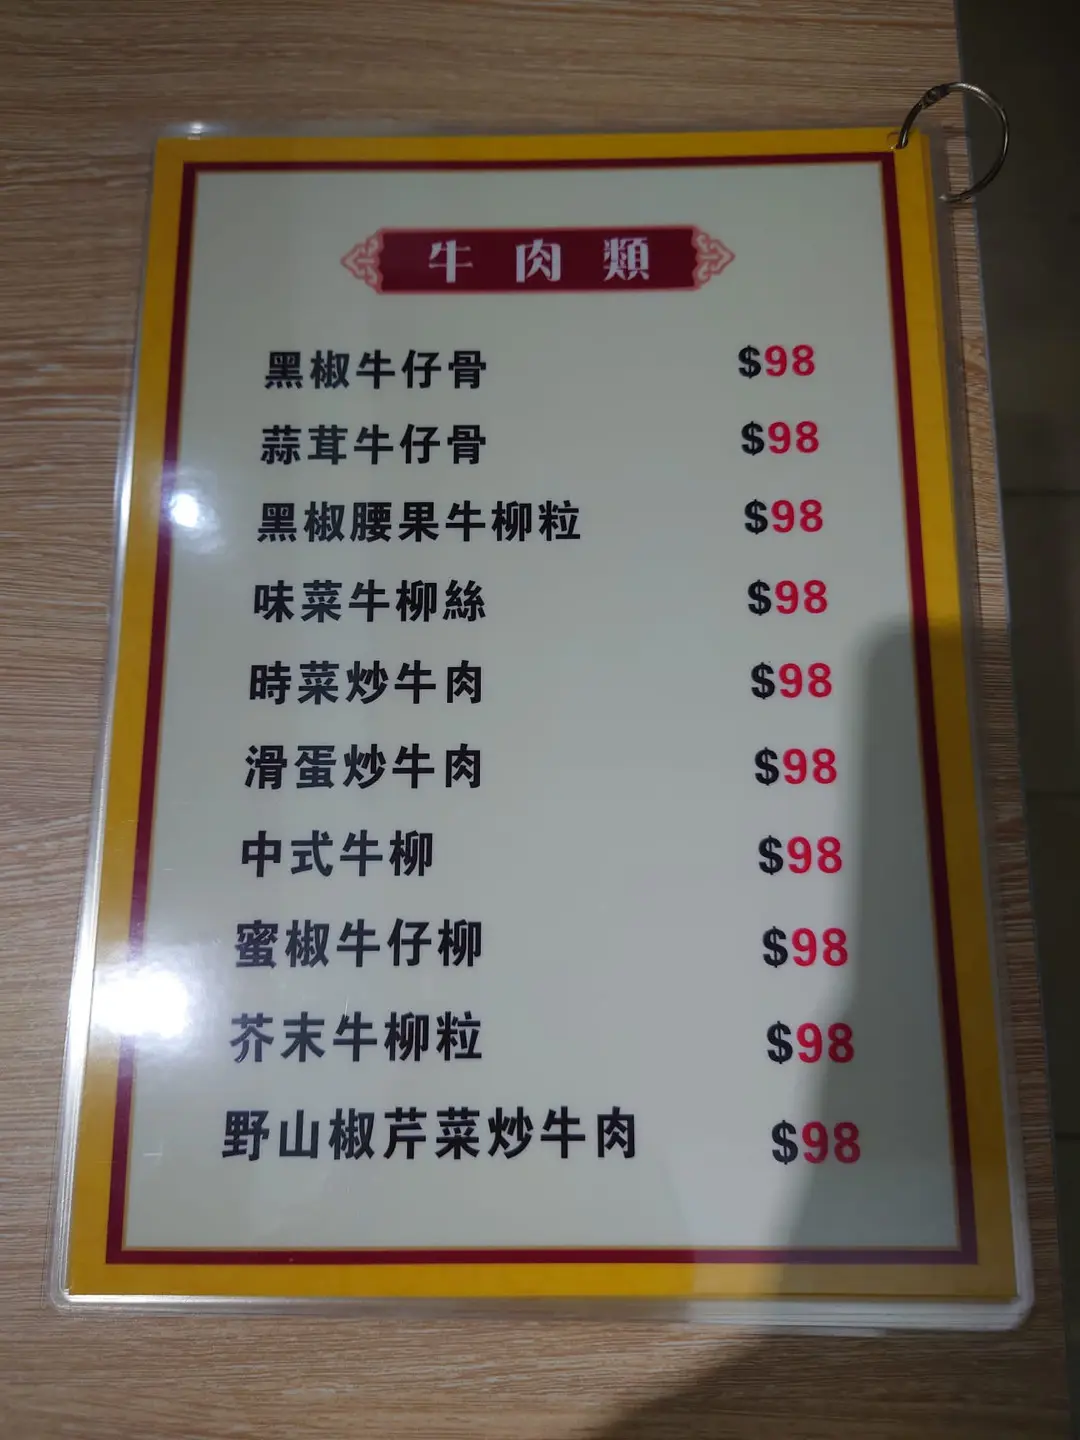 牛肉類
黑椒牛仔骨 $98
蒜茸牛仔骨 $98
黑椒腰果牛柳粒 $98
味菜牛柳絲 $98
時菜炒牛肉 $98
滑蛋炒牛肉 $98
中式牛柳 $98
蜜椒牛仔柳 $98
芥末牛柳粒 $98
野山椒芹菜炒牛肉 $98